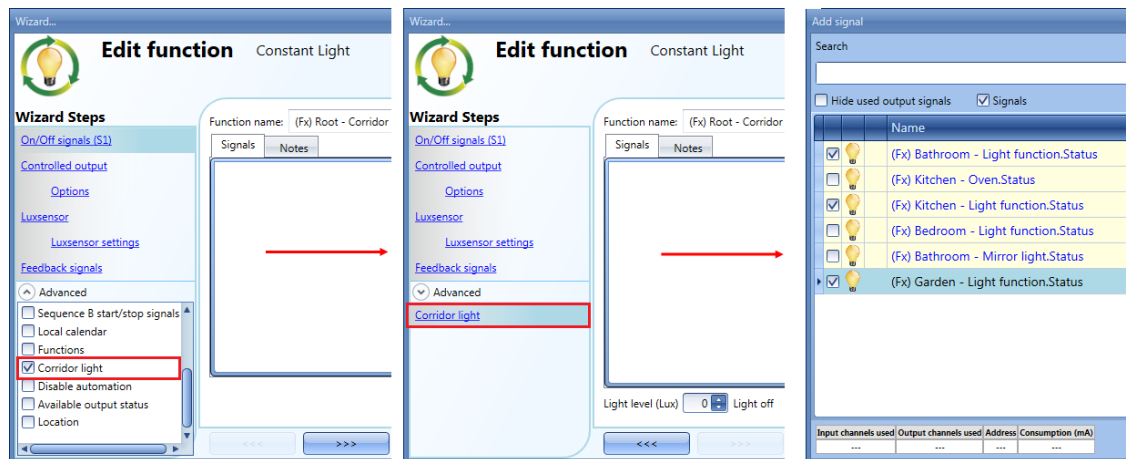 Wizard...
Edit function Constant Light
Wizard Steps
On/Off signals (S1)
Controlled output
Options
Luxsensor
Luxsensor settings
Feedback signals
Advanced
Sequence B start/stop signals
Local calendar
Functions
Corridor light
Disable automation
Available output status
Location
Function name: (Fx) Root - Corridor
Signals Notes
<<< >>>
Wizard...
Edit function Constant Light
Wizard Steps
On/Off signals (S1)
Controlled output
Options
Luxsensor
Luxsensor settings
Feedback signals
Advanced
Corridor light
Function name: (Fx) Root - Corridor
Signals Notes
Light level (Lux) 0 Light off
<<< >>>
Add signal
Search
Hide used output signals Signals
Name
(Fx) Bathroom - Light function.Status
(Fx) Kitchen - Oven.Status
(Fx) Kitchen - Light function.Status
(Fx) Bedroom - Light function.Status
(Fx) Bathroom - Mirror light.Status
(Fx) Garden - Light function.Status
Input channels used Output channels used Address Consumption (mA)
--- --- --- ---